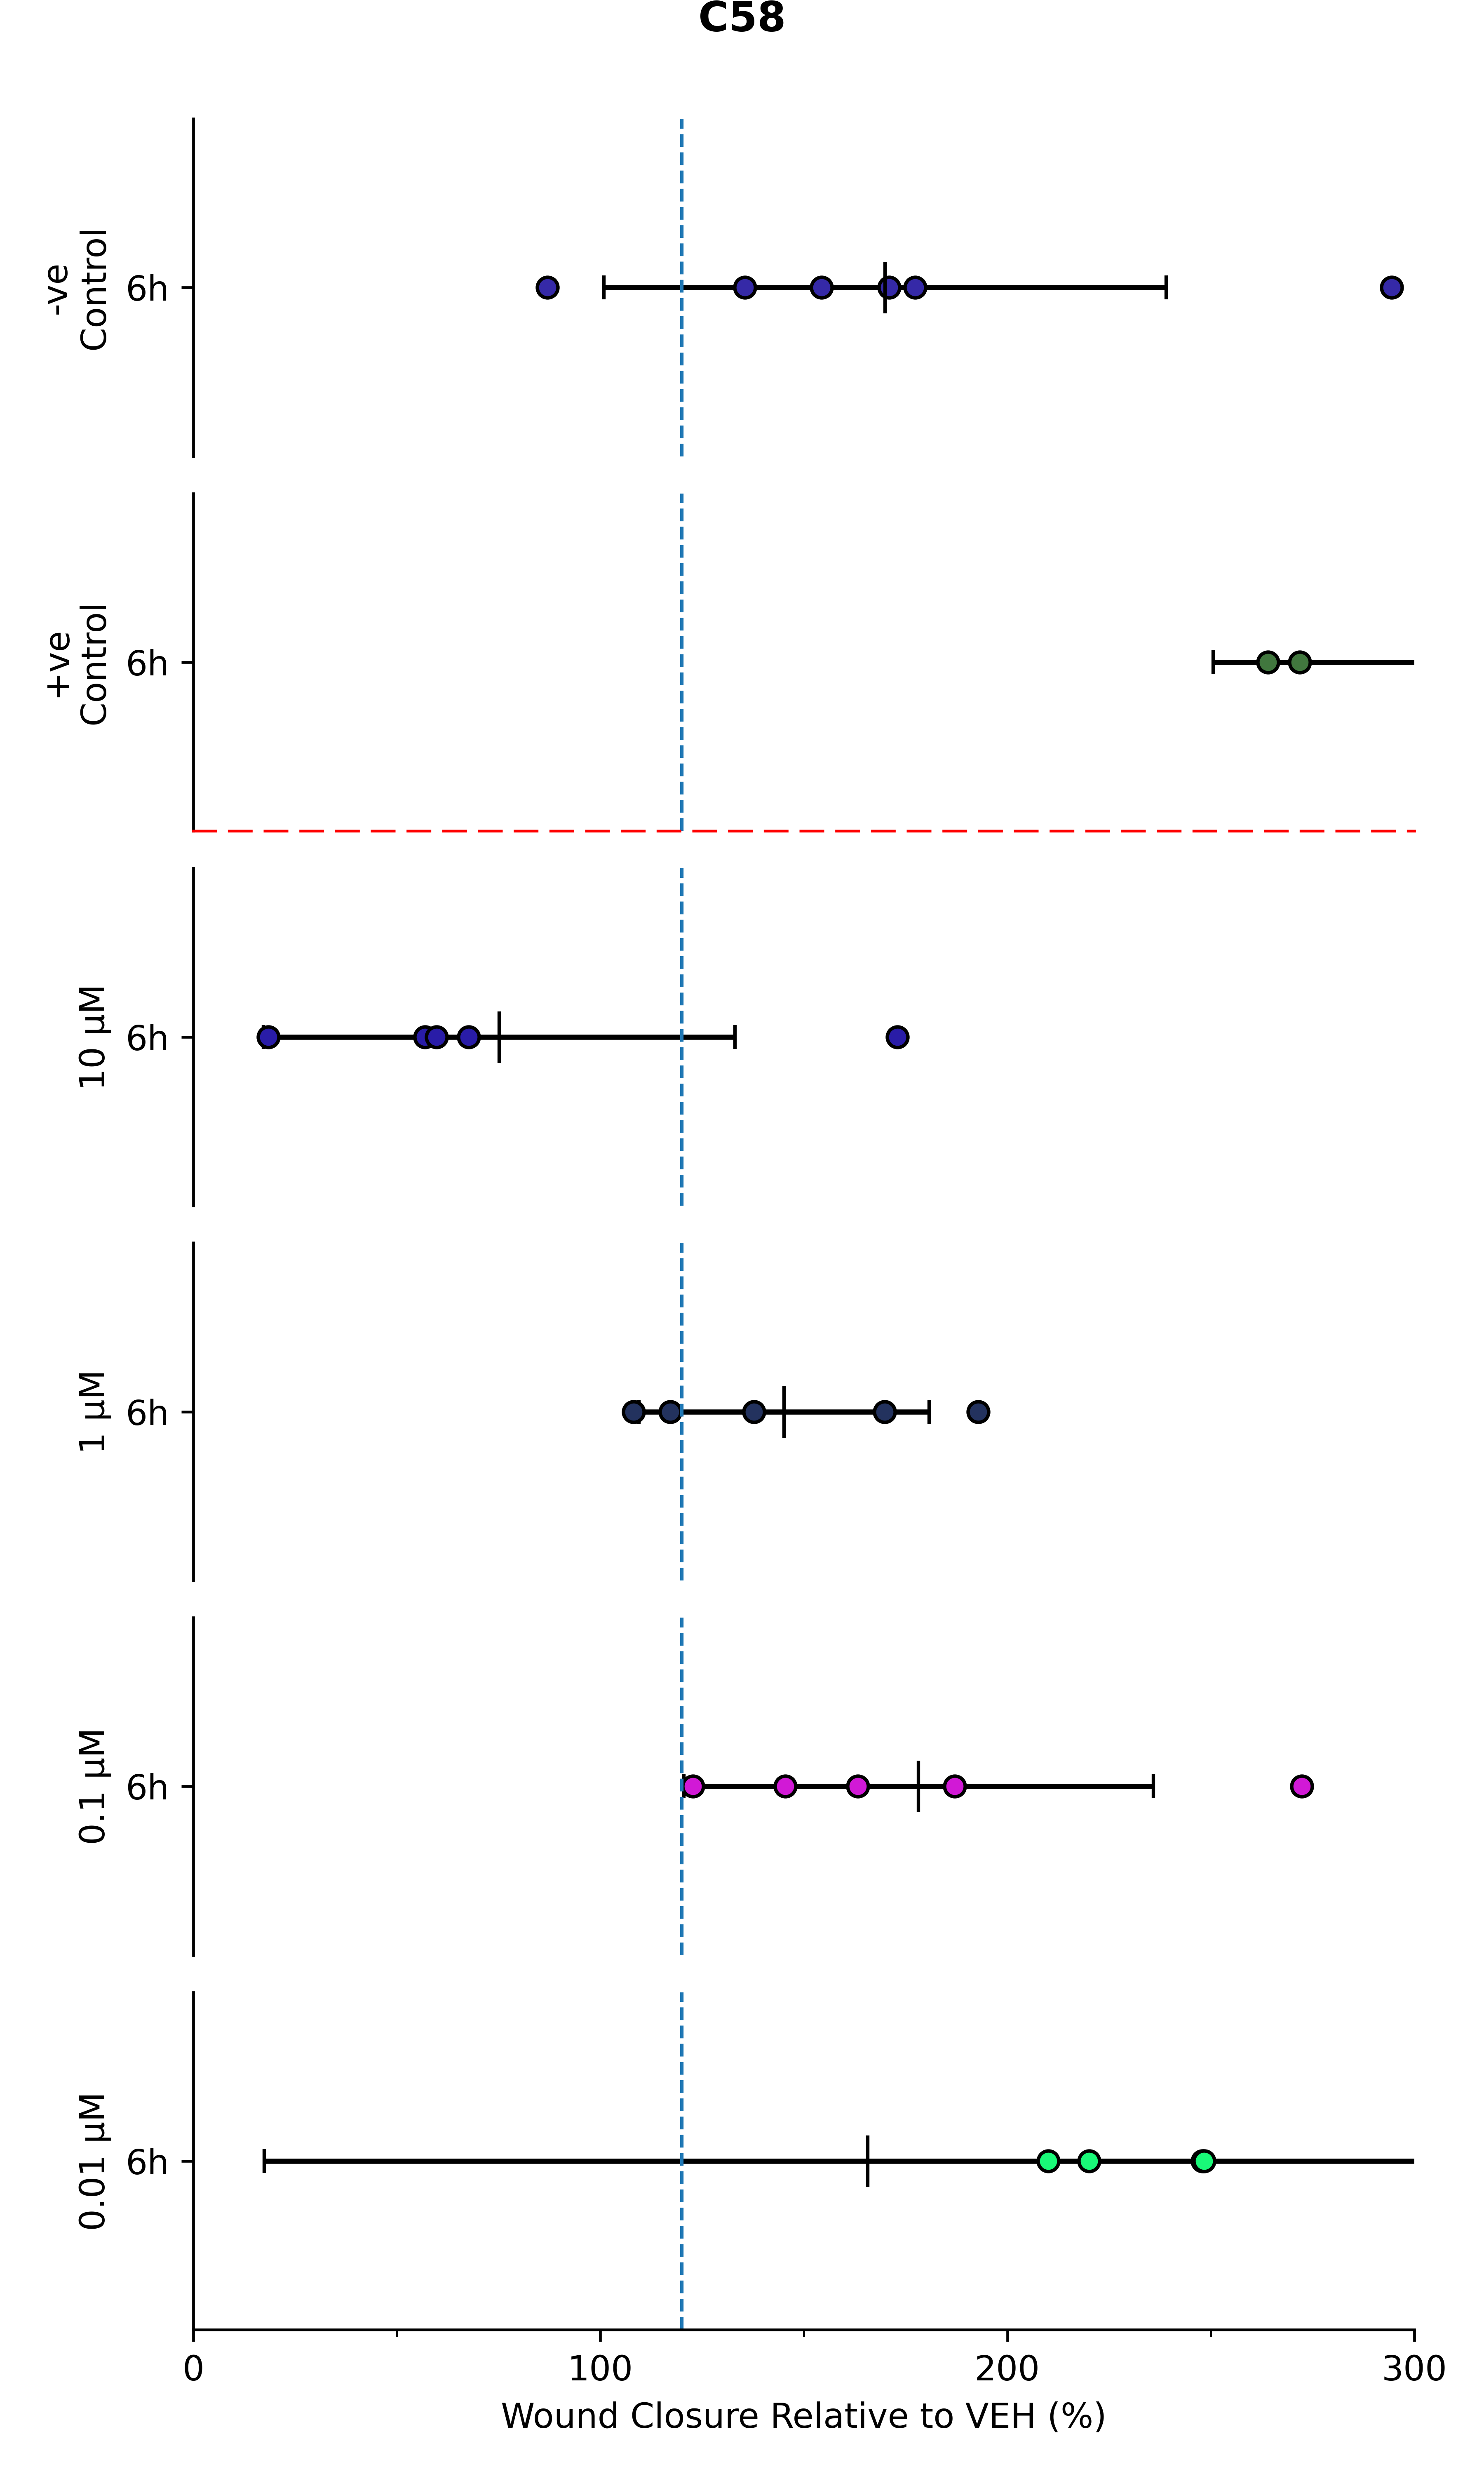 C58
-ve
Control
6h
+ve
Control
6h
10 µM
6h
1 µM
6h
0.1 µM
6h
0.01 µM
6h
0 100 200 300
Wound Closure Relative to VEH (%)